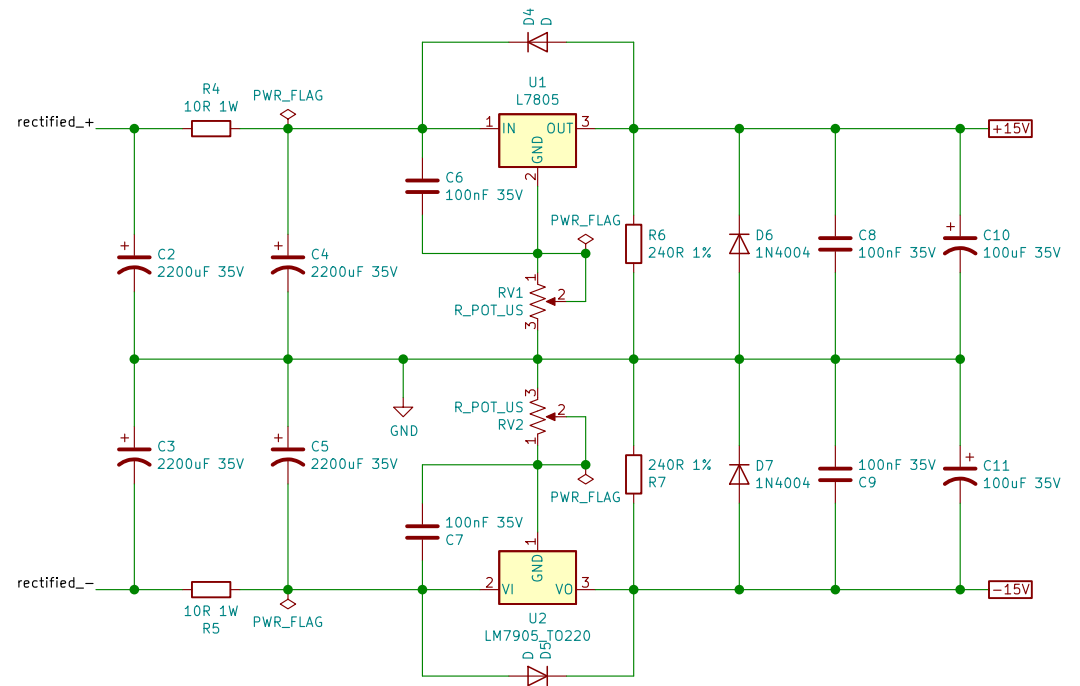 D4
D
U1
L7805
R4
10R 1W
PWR_FLAG
rectified_+
1
IN
OUT
3
GND
2
+15V
C6
100nF 35V
PWR_FLAG
C2
2200uF 35V
C4
2200uF 35V
R6
240R 1%
D6
1N4004
C8
100nF 35V
C10
100uF 35V
1
RV1
R_POT_US
2
3
GND
3
R_POT_US
RV2
2
1
C3
2200uF 35V
C5
2200uF 35V
PWR_FLAG
240R 1%
R7
D7
1N4004
100nF 35V
C9
C11
100uF 35V
100nF 35V
C7
1
GND
rectified_-
2
VI
VO
3
-15V
10R 1W
R5
PWR_FLAG
U2
LM7905_TO220
D
D5